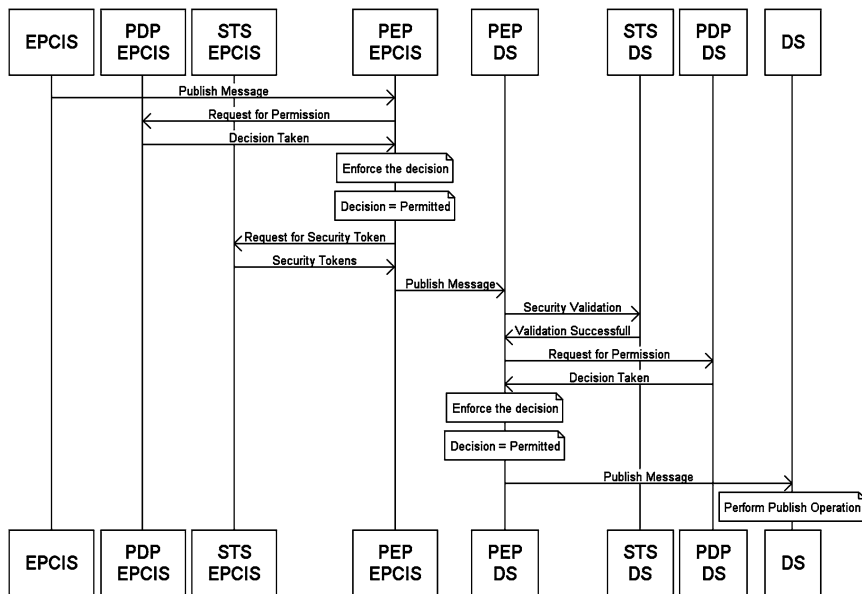 EPCIS
PDP
EPCIS
STS
EPCIS
PEP
EPCIS
PEP
DS
STS
DS
PDP
DS
DS
Publish Message
Request for Permission
Decision Taken
Enforce the decision
Decision = Permitted
Request for Security Token
Security Tokens
Publish Message
Security Validation
Validation Successfull
Request for Permission
Decision Taken
Enforce the decision
Decision = Permitted
Publish Message
Perform Publish Operation
EPCIS
PDP
EPCIS
STS
EPCIS
PEP
EPCIS
PEP
DS
STS
DS
PDP
DS
DS